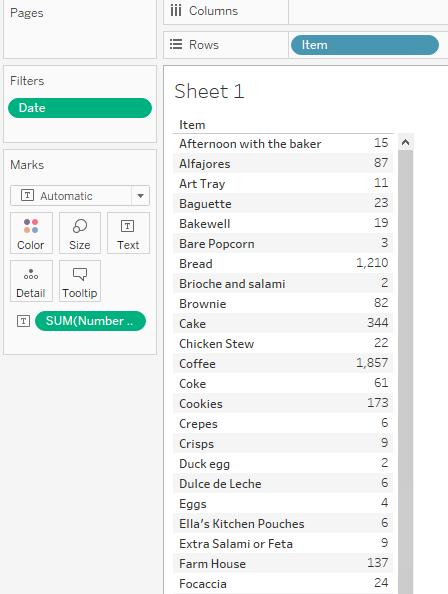 Pages
Columns
Rows
Item
Filters
Date
Marks
Automatic
Color
Size
Text
Detail
Tooltip
SUM(Number ..
Sheet 1
Item
Afternoon with the baker 15
Alfajores 87
Art Tray 11
Baguette 23
Bakewell 19
Bare Popcorn 3
Bread 1,210
Brioche and salami 2
Brownie 82
Cake 344
Chicken Stew 22
Coffee 1,857
Coke 61
Cookies 173
Crepes 6
Crisps 9
Duck egg 2
Dulce de Leche 6
Eggs 4
Ella's Kitchen Pouches 6
Extra Salami or Feta 9
Farm House 137
Focaccia 24